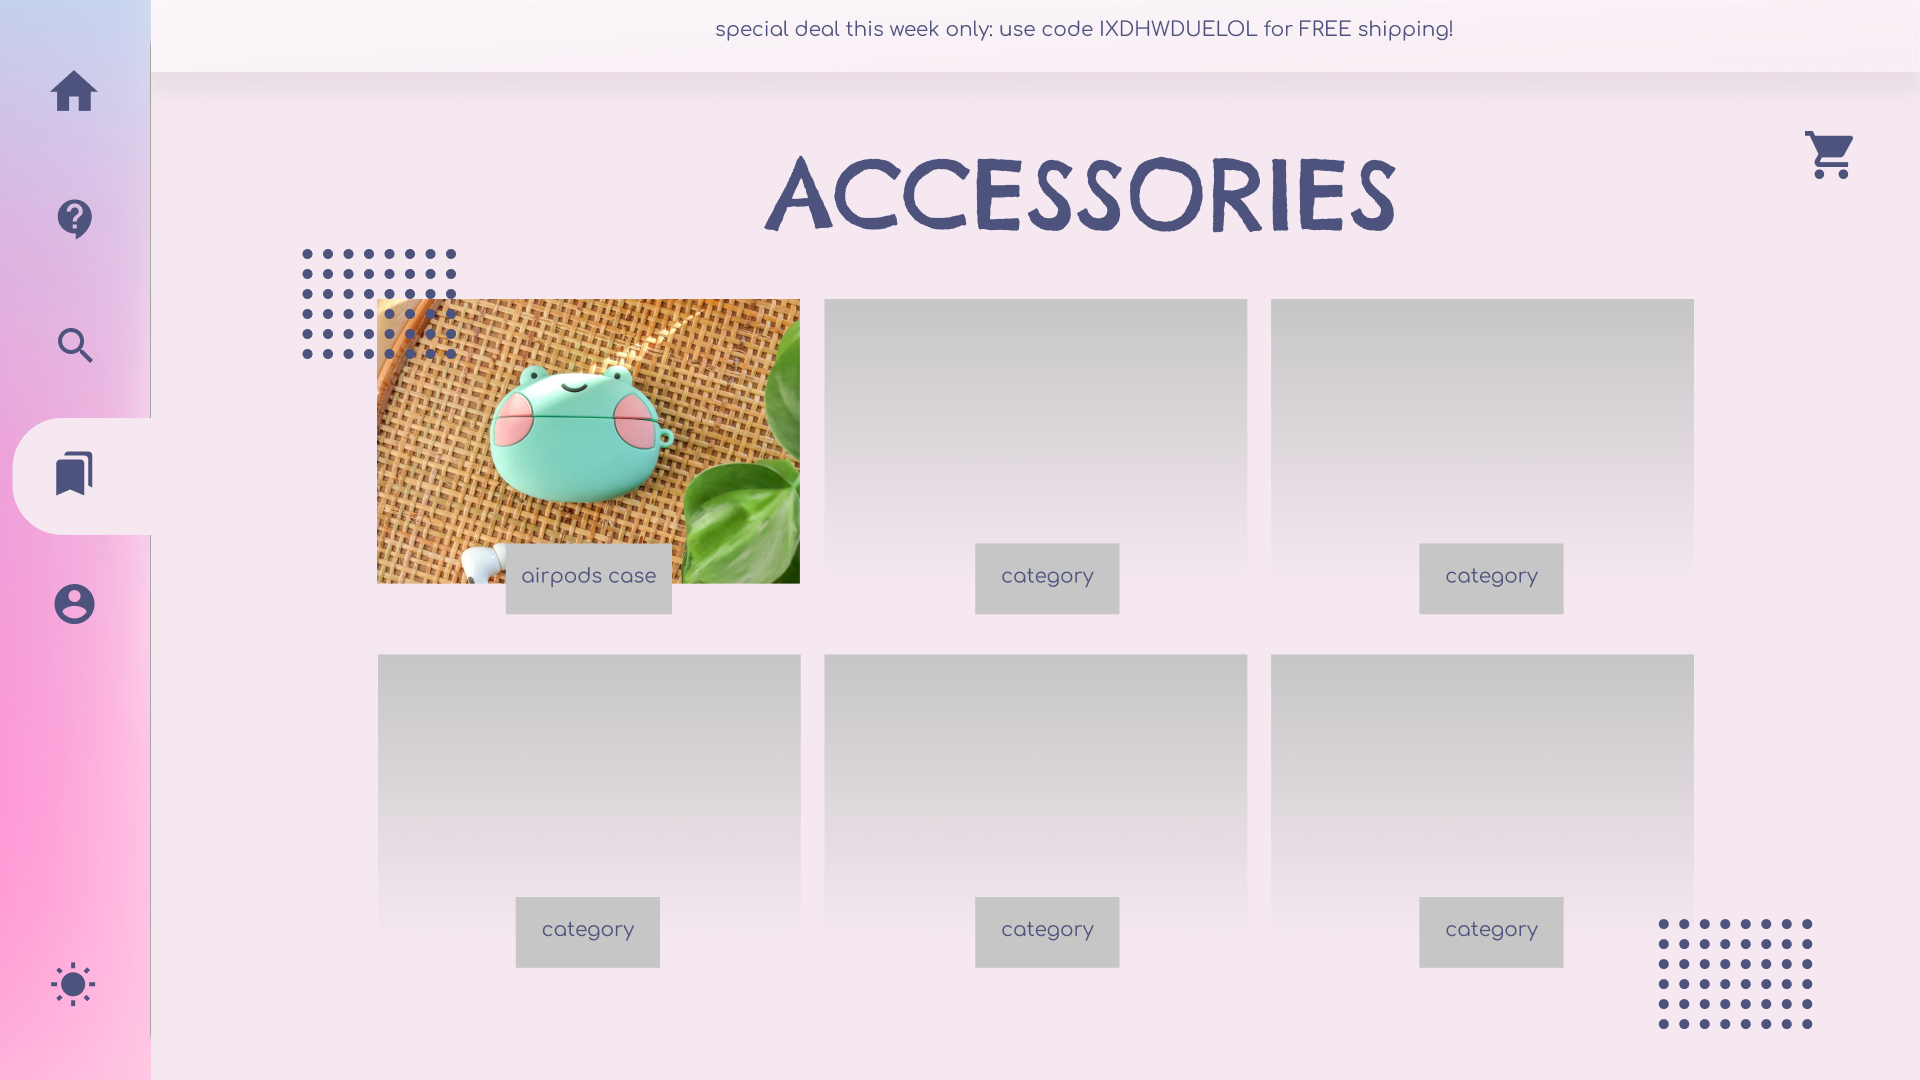 special deal this week only: use code IXDHWDUELOL for FREE shipping!
ACCESSORIES
airpods case
category
category
category
category
category